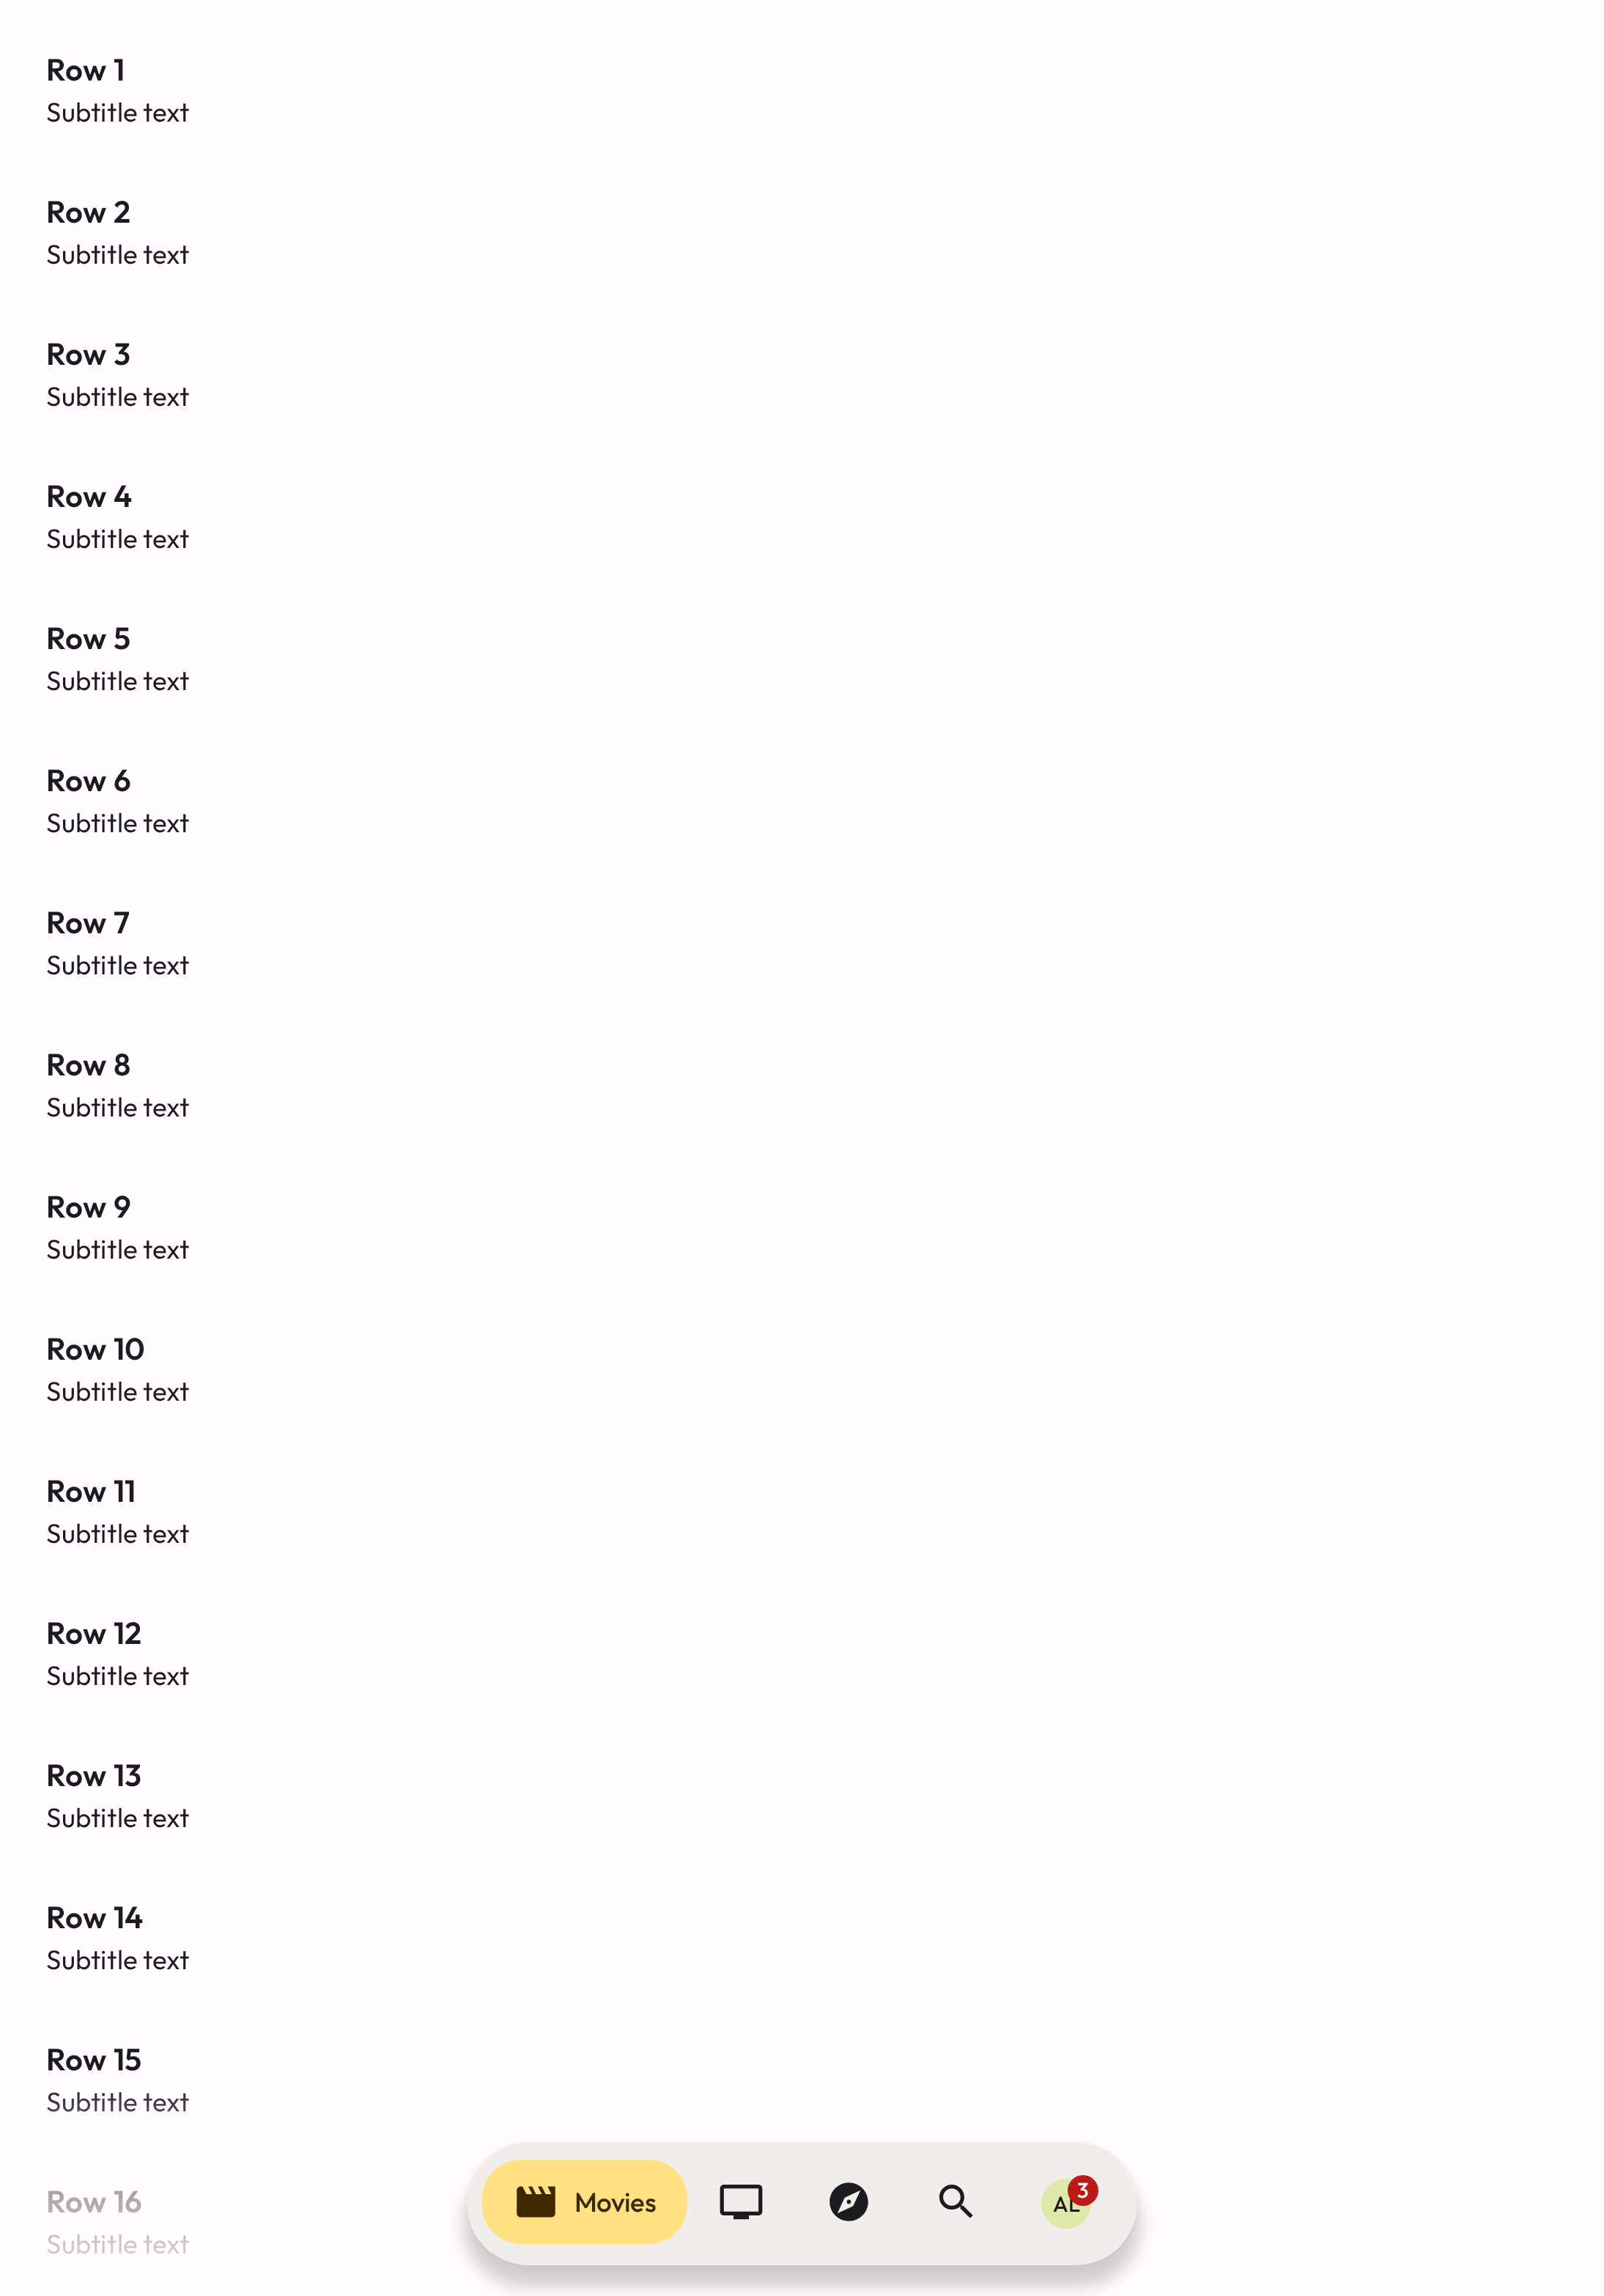 Row 1
Subtitle text
Row 2
Subtitle text
Row 3
Subtitle text
Row 4
Subtitle text
Row 5
Subtitle text
Row 6
Subtitle text
Row 7
Subtitle text
Row 8
Subtitle text
Row 9
Subtitle text
Row 10
Subtitle text
Row 11
Subtitle text
Row 12
Subtitle text
Row 13
Subtitle text
Row 14
Subtitle text
Row 15
Subtitle text
Row 16
Subtitle text
Movies
AL
3